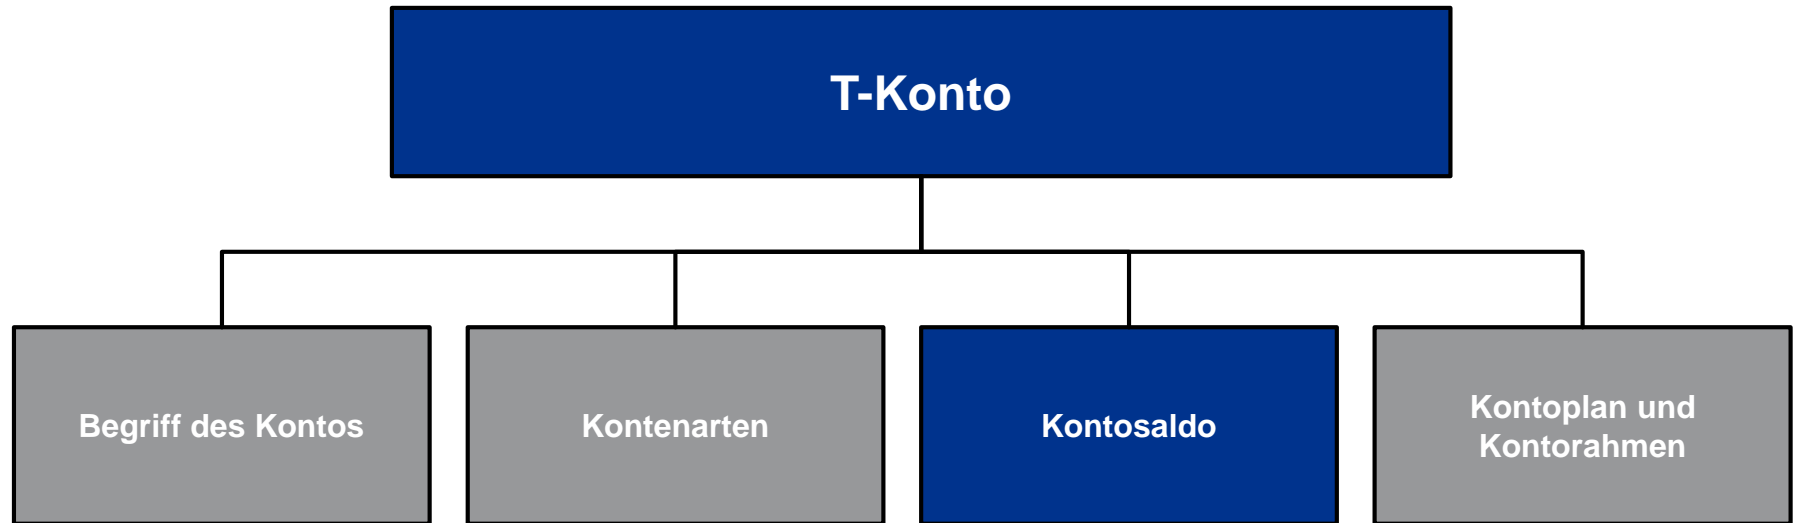 T-Konto
Begriff des Kontos
Kontenarten
Kontosaldo
Kontoplan und
Kontorahmen